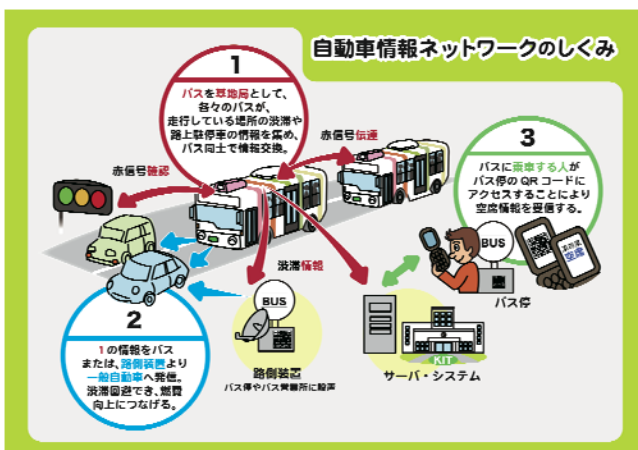 自動車情報ネットワークのしくみ
1
バスを基地局として、
各々のバスが、
走行している場所の渋滞や
路上駐停車の情報を集め、
バス同士で情報交換。
赤信号伝達
赤信号確認
3
バスに乗車する人が
バス停のQRコードに
アクセスすることにより
空席情報を受信する。
BUS
空席
バス停
渋滞情報
BUS
2
1の情報をバス
または、路側装置より
一般自動車へ発信。
渋滞回避でき、燃費
向上につなげる。
路側装置
バス停やバス営業所に設置
KIT
サーバ・システム